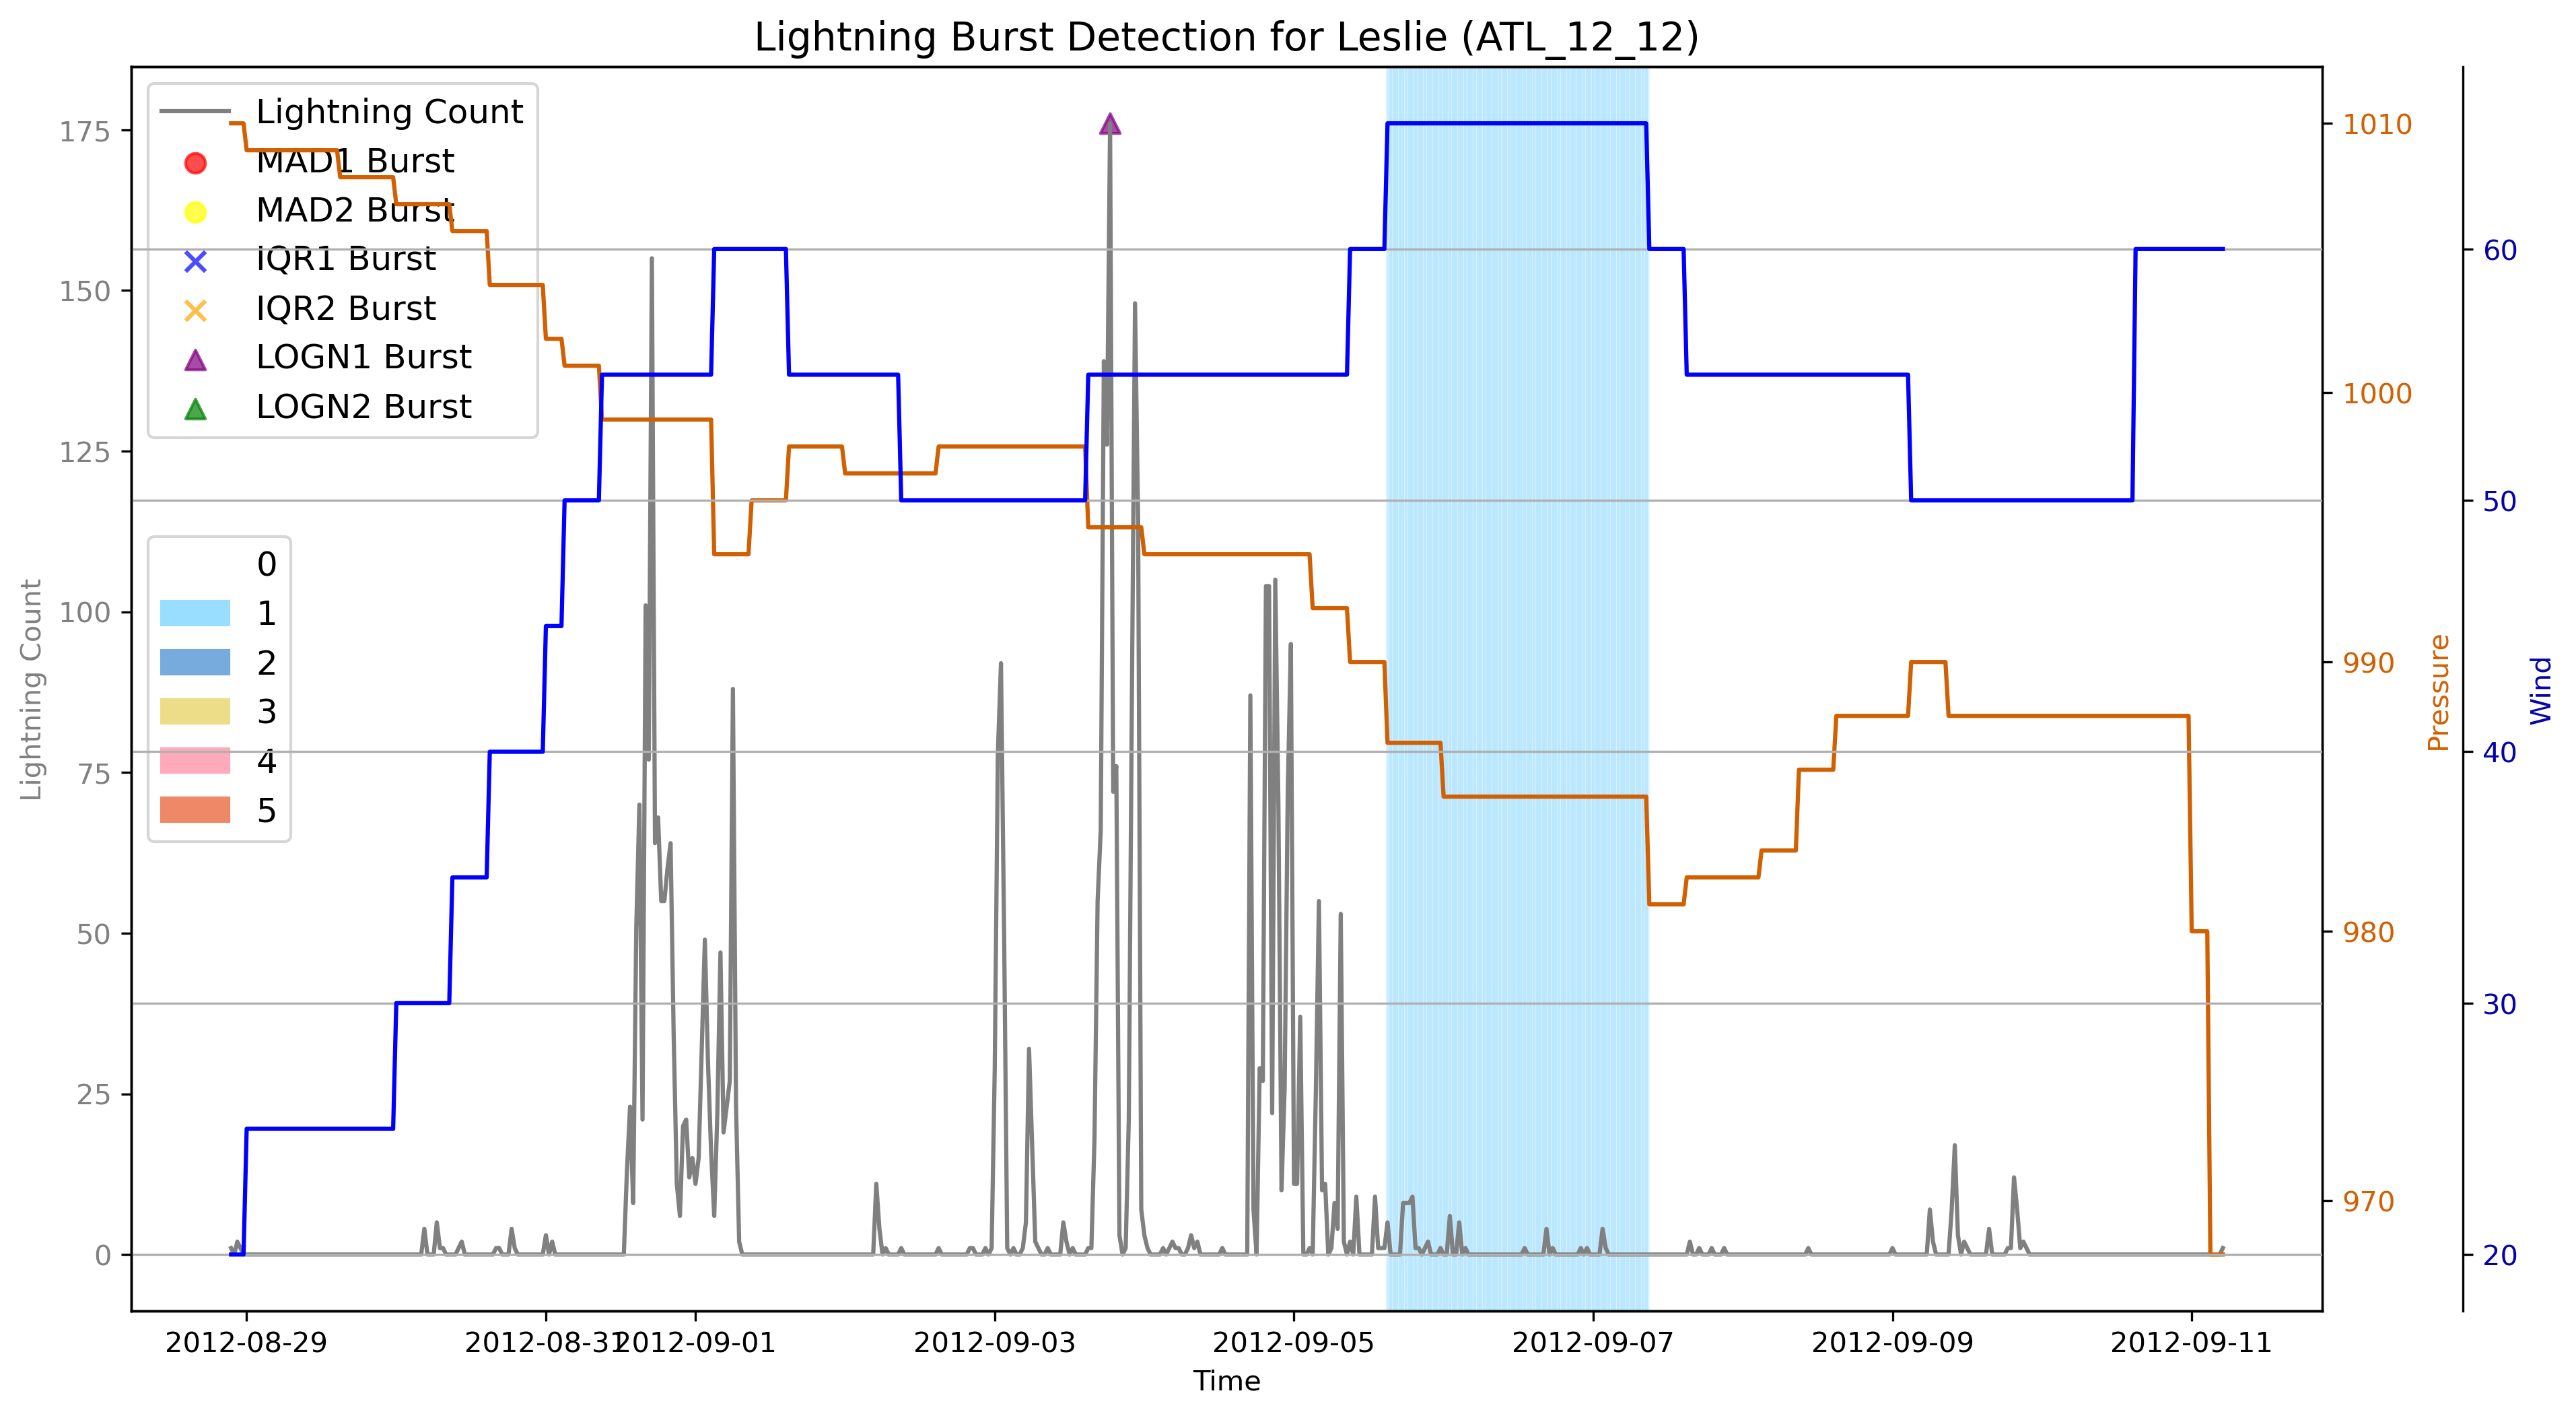 Lightning Burst Detection for Leslie (ATL_12_12)
Lightning Count
MAD1 Burst
MAD2 Burst
IQR1 Burst
IQR2 Burst
LOGN1 Burst
LOGN2 Burst
0
1
2
3
4
5
Lightning Count
175
150
125
100
75
50
25
0
1010
1000
990
980
970
Pressure
60
50
40
30
20
Wind
2012-08-29
2012-08-31
2012-09-01
2012-09-03
2012-09-05
2012-09-07
2012-09-09
2012-09-11
Time